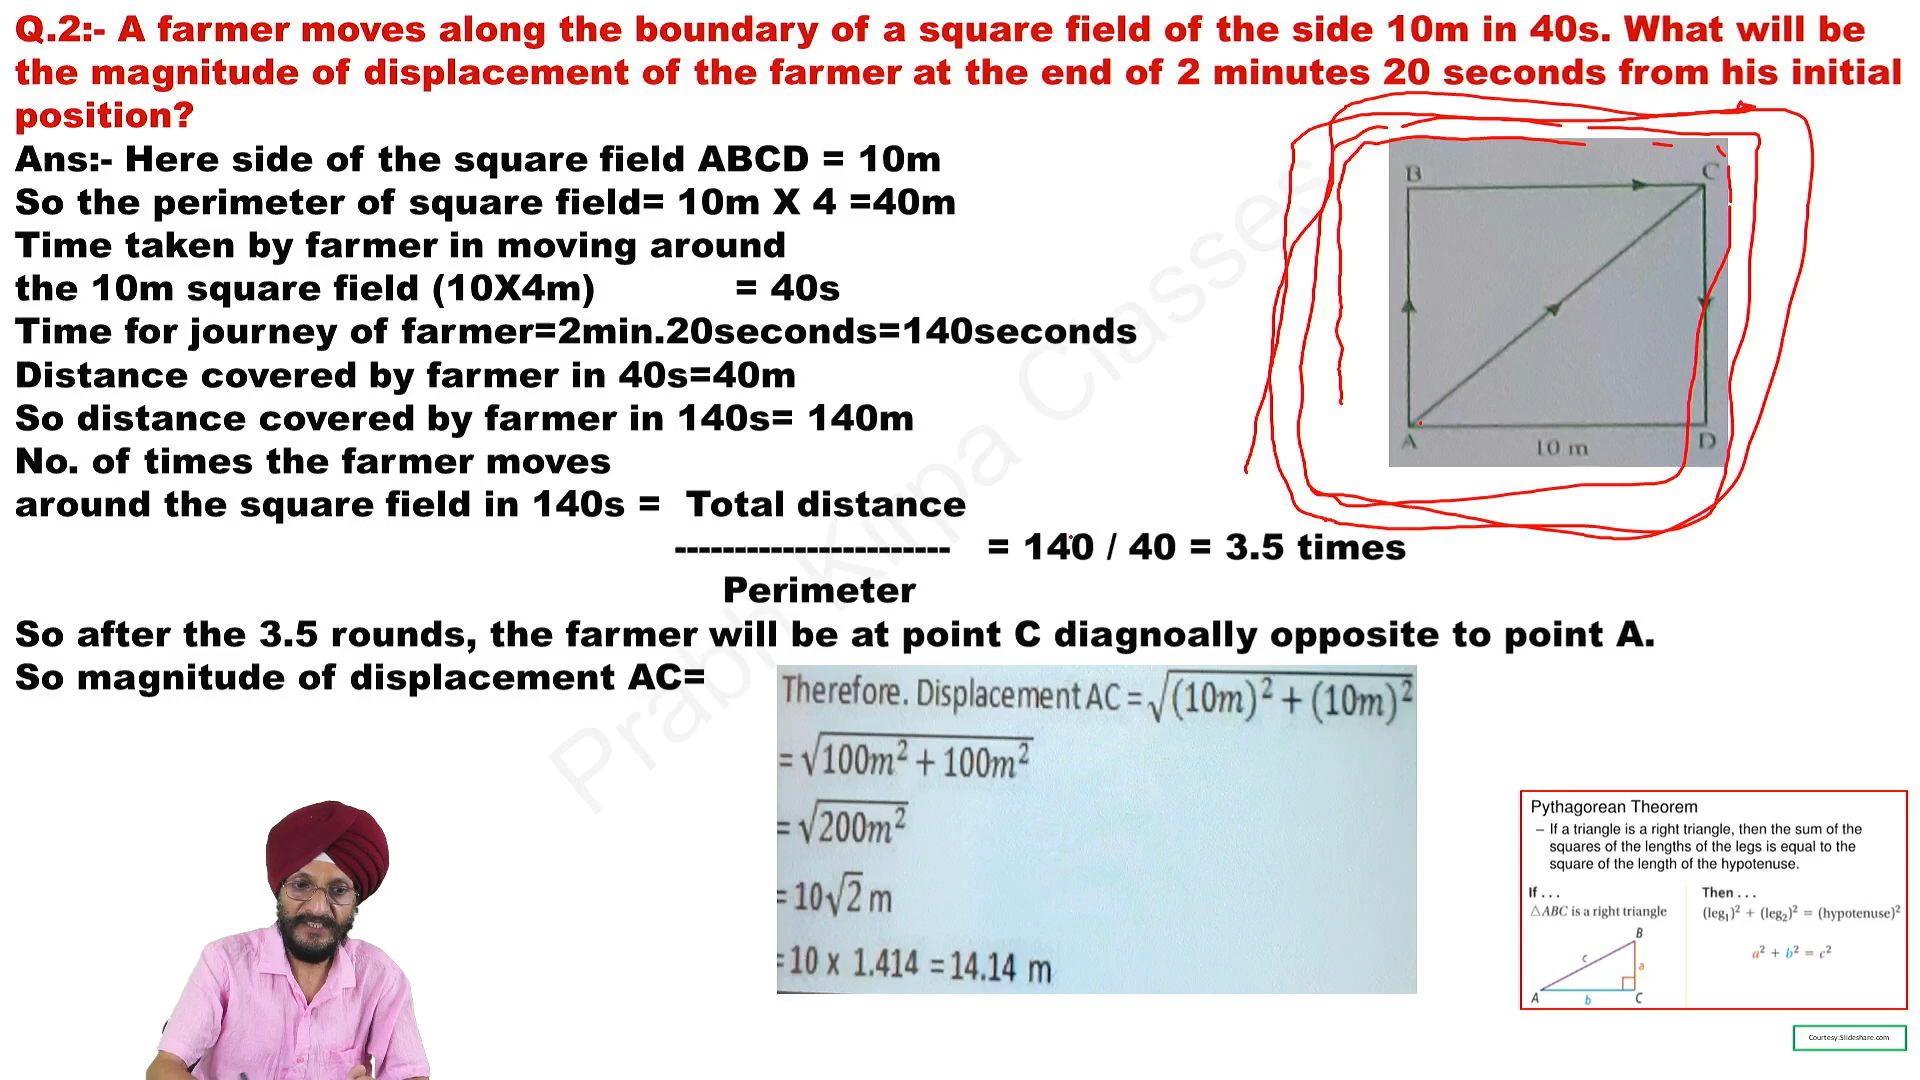 Q.2:- A farmer moves along the boundary of a square field of the side 10m in 40s. What will be
the magnitude of displacement of the farmer at the end of 2 minutes 20 seconds from his initial
position?
Ans:- Here side of the square field ABCD = 10m
So the perimeter of square field= 10m X 4 =40m
Time taken by farmer in moving around
the 10m square field (10X4m) = 40s
Time for journey of farmer=2min.20seconds=140seconds
Distance covered by farmer in 40s=40m
So distance covered by farmer in 140s= 140m
No. of times the farmer moves
around the square field in 140s = Total distance
----------------------- = 140 / 40 = 3.5 times
Perimeter
So after the 3.5 rounds, the farmer will be at point C diagnoally opposite to point A.
So magnitude of displacement AC=
B C
A 10 m D
Therefore. Displacement AC = √(10m)² + (10m)²
= √100m² + 100m²
= √200m²
= 10√2 m
= 10 x 1.414 = 14.14 m
Pythagorean Theorem
– If a triangle is a right triangle, then the sum of the
squares of the lengths of the legs is equal to the
square of the length of the hypotenuse.
If . . .
△ABC is a right triangle
B
c a
A b C
Then . . .
(leg₁)² + (leg₂)² = (hypotenuse)²
a² + b² = c²
Courtesy:Slideshare.com
Prabh Kirpa Classes